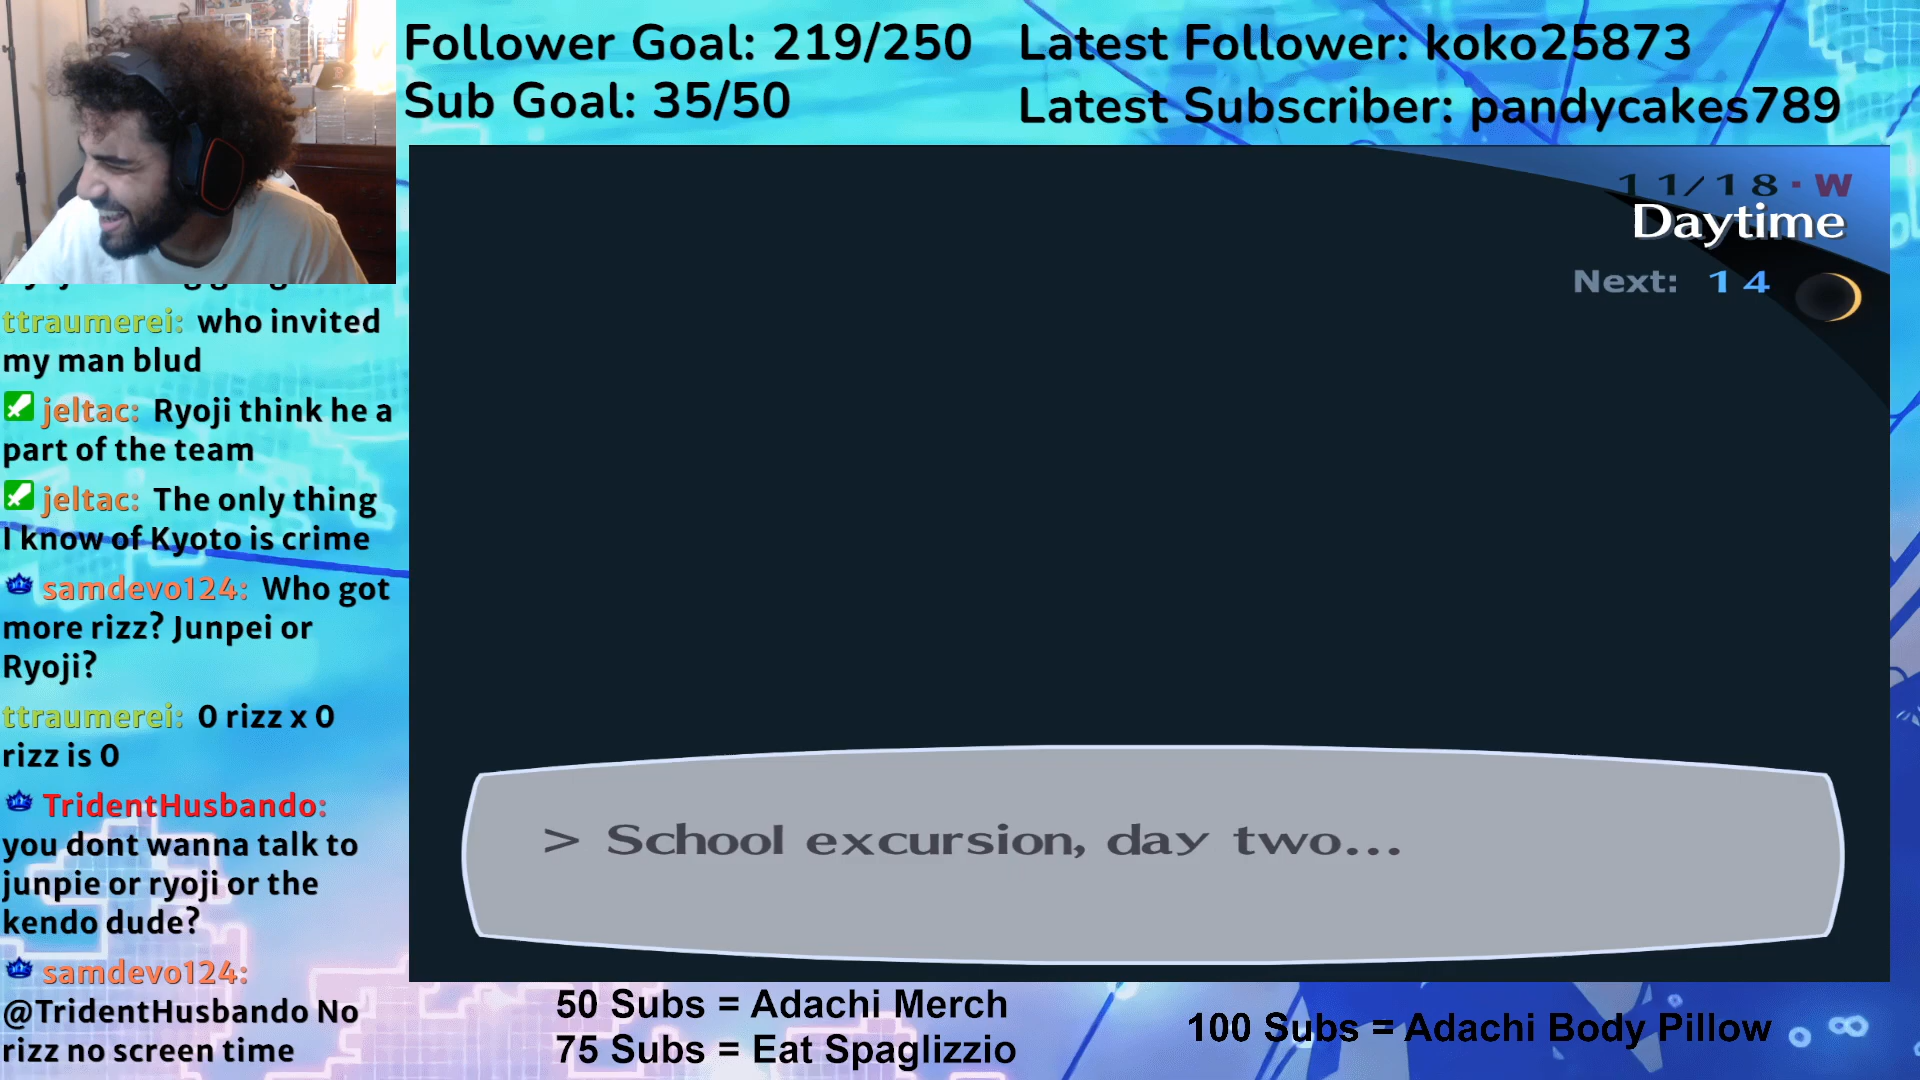 Follower Goal: 219/250
Latest Follower: koko25873
Sub Goal: 35/50
Latest Subscriber: pandycakes789
11/18·W
Daytime
Next: 14
ttraumerei: who invited
my man blud
jeltac: Ryoji think he a
part of the team
jeltac: The only thing
I know of Kyoto is crime
samdevo124: Who got
more rizz? Junpei or
Ryoji?
ttraumerei: 0 rizz x 0
rizz is 0
TridentHusbando:
you dont wanna talk to
junpie or ryoji or the
kendo dude?
samdevo124:
@TridentHusbando No
rizz no screen time
> School excursion, day two...
50 Subs = Adachi Merch
75 Subs = Eat Spaglizzio
100 Subs = Adachi Body Pillow